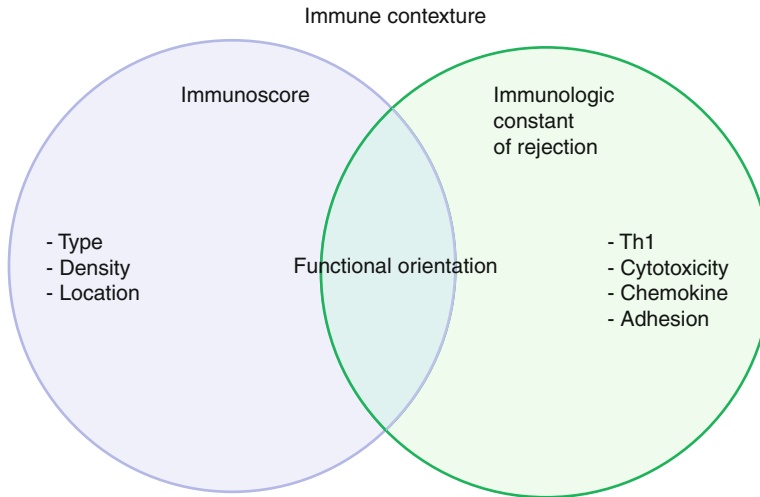 Immune contexture
Immunoscore
Immunologic
constant
of rejection
- Type
- Density
- Location
Functional orientation
- Th1
- Cytotoxicity
- Chemokine
- Adhesion